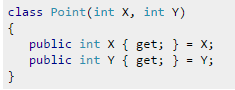 class Point(int X, int Y)
{
   public int X { get; } = X;
   public int Y { get; } = Y;
}